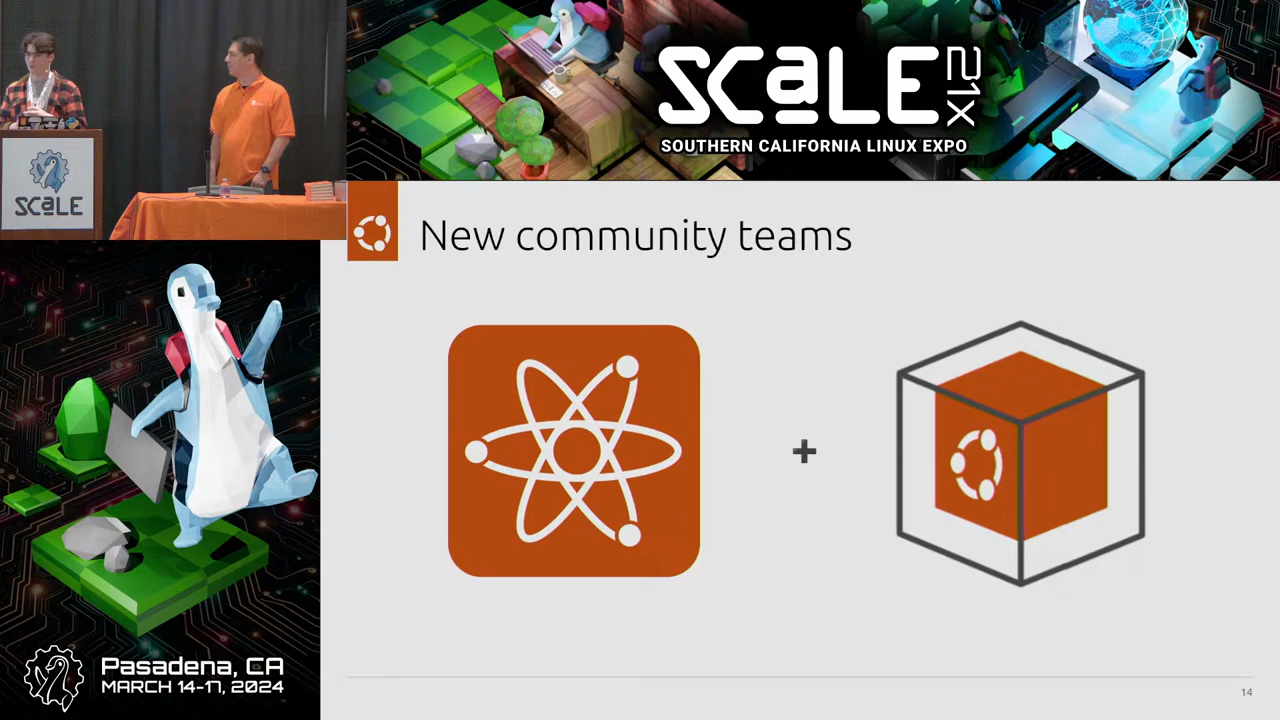 SCaLE 21x
SOUTHERN CALIFORNIA LINUX EXPO
SCaLE
New community teams
+
Pasadena, CA
MARCH 14-17, 2024
14